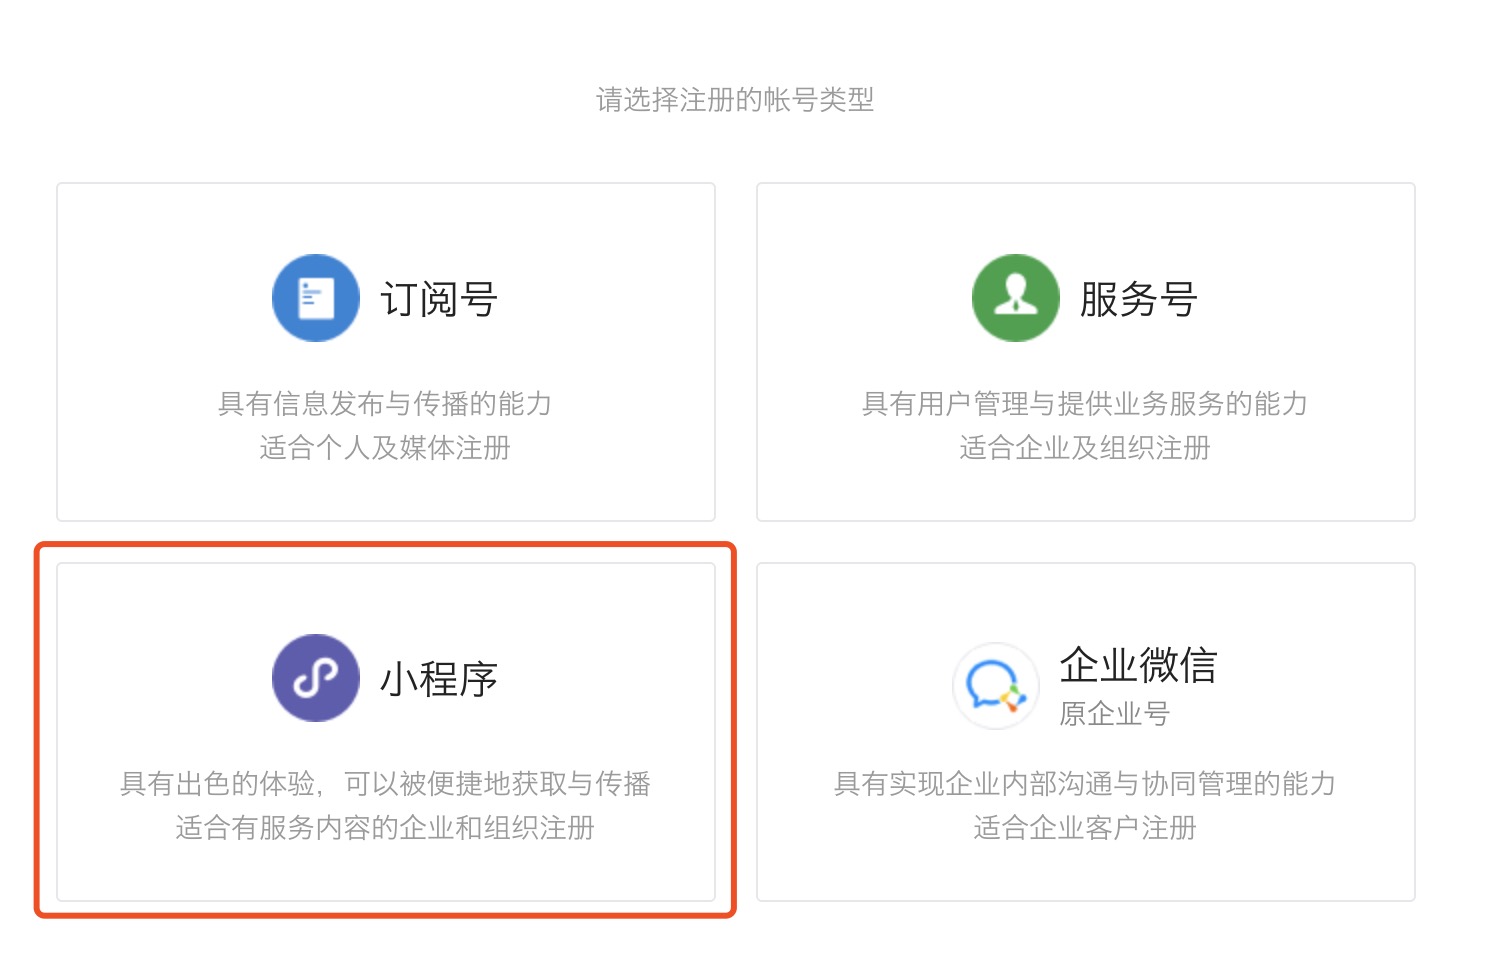 请选择注册的帐号类型
订阅号
具有信息发布与传播的能力
适合个人及媒体注册
服务号
具有用户管理与提供业务服务的能力
适合企业及组织注册
小程序
具有出色的体验，可以被便捷地获取与传播
适合有服务内容的企业和组织注册
企业微信
原企业号
具有实现企业内部沟通与协同管理的能力
适合企业客户注册